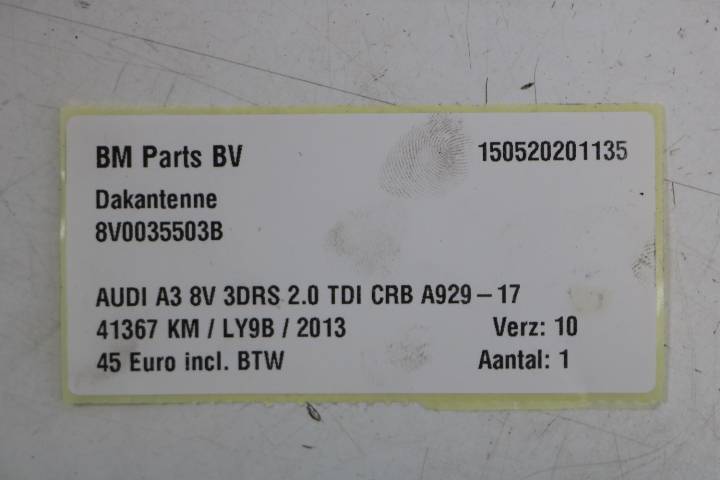 BM Parts BV 150520201135
Dakantenne
8V0035503B
AUDI A3 8V 3DRS 2.0 TDI CRB A929-17
41367 KM / LY9B / 2013 Verz: 10
45 Euro incl. BTW Aantal: 1